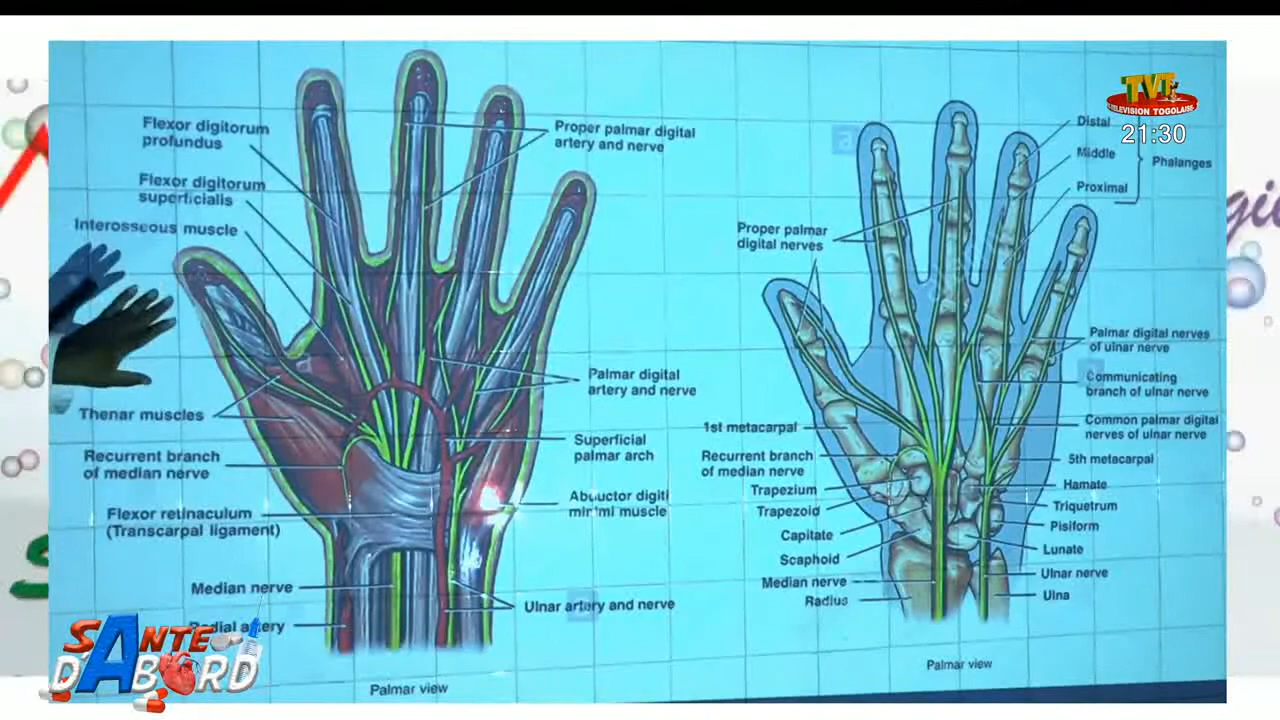 TVT
TELEVISION TOGOLAISE
21:30
Flexor digitorum
profundus
Flexor digitorum
superficialis
Interosseous muscle
Thenar muscles
Recurrent branch
of median nerve
Flexor retinaculum
(Transcarpal ligament)
Median nerve
Radial artery
Proper palmar digital
artery and nerve
Palmar digital
artery and nerve
Superficial
palmar arch
Abductor digiti
minimi muscle
Ulnar artery and nerve
Palmar view
Proper palmar
digital nerves
1st metacarpal
Recurrent branch
of median nerve
Trapezium
Trapezoid
Capitate
Scaphoid
Median nerve
Radius
Distal
Middle
Proximal
Phalanges
Palmar digital nerves
of ulnar nerve
Communicating
branch of ulnar nerve
Common palmar digital
nerves of ulnar nerve
5th metacarpal
Hamate
Triquetrum
Pisiform
Lunate
Ulnar nerve
Ulna
Palmar view
SANTE
D'ABORD